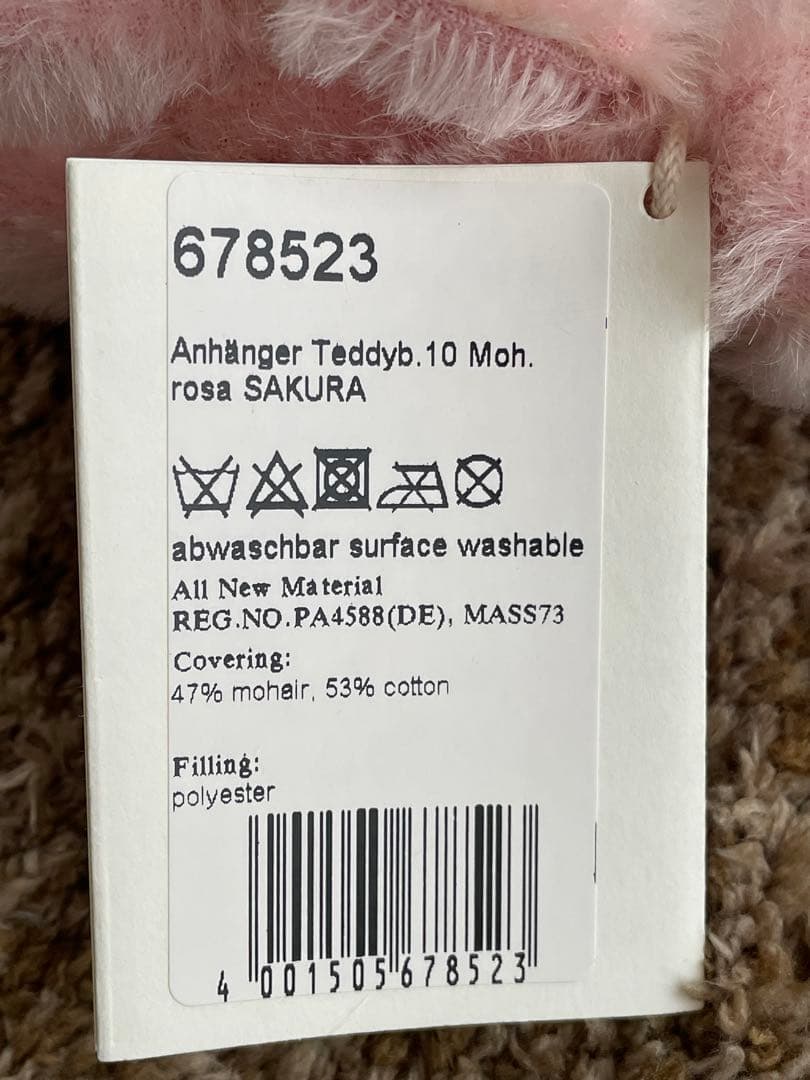 678523
Anhänger Teddyb.10 Moh.
rosa SAKURA
abwaschbar surface washable
All New Material
REG.NO.PA4588(DE), MASS73
Covering:
47% mohair, 53% cotton
Filling:
polyester
4 001505 678523